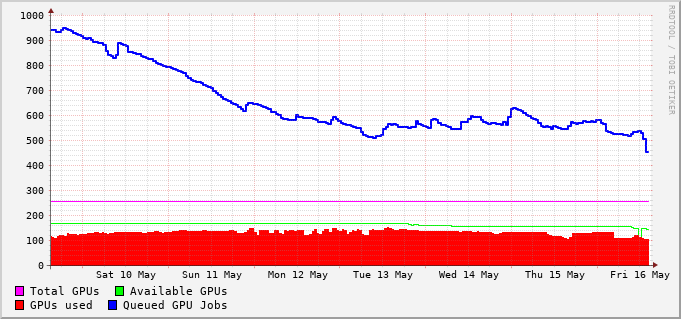 1000
900
800
700
600
500
400
300
200
100
0
Sat 10 May Sun 11 May Mon 12 May Tue 13 May Wed 14 May Thu 15 May Fri 16 May
Total GPUs Available GPUs
GPUs used Queued GPU Jobs
RRDTOOL / TOBI OETIKER